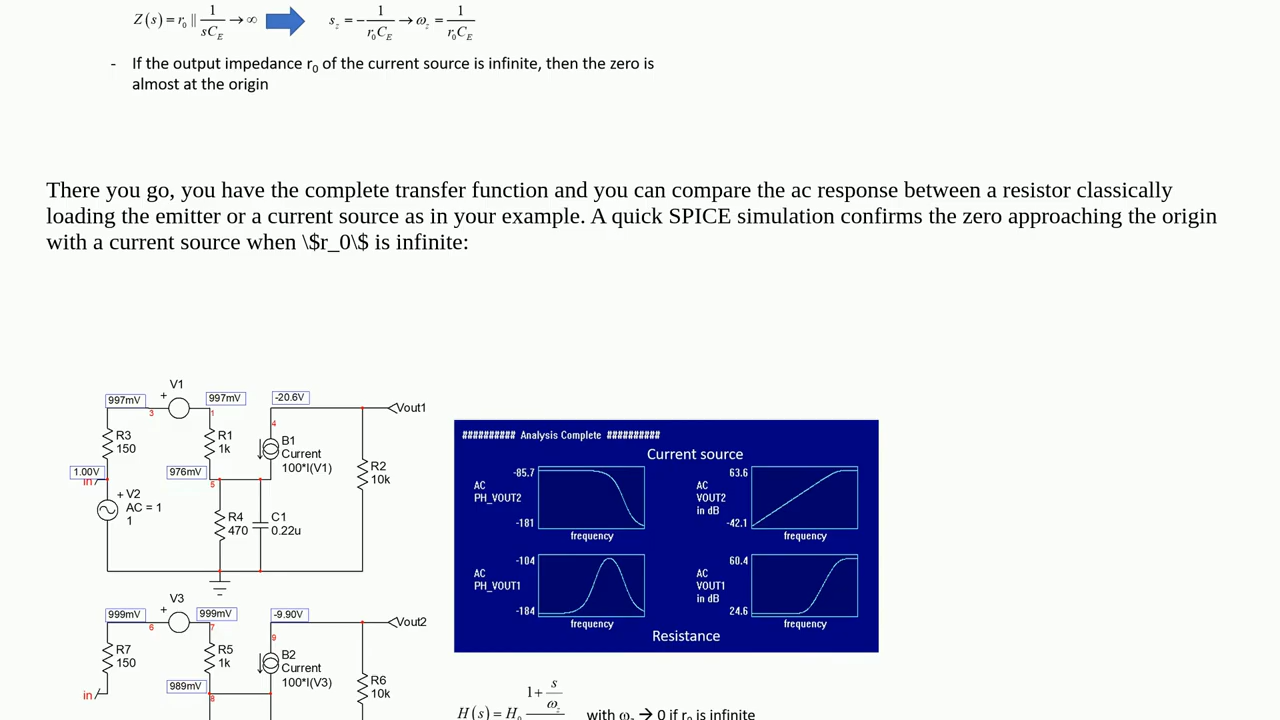 Z(s) = r0 || 1/sCE → ∞   sz = −1/r0CE → ωz = 1/r0CE
- If the output impedance r0 of the current source is infinite, then the zero is
almost at the origin
There you go, you have the complete transfer function and you can compare the ac response between a resistor classically
loading the emitter or a current source as in your example. A quick SPICE simulation confirms the zero approaching the origin
with a current source when \$r_0\$ is infinite:
V1
997mV + 997mV -20.6V
3 1 4
Vout1
R3
150
R1
1k
B1
Current
100*I(V1)
R2
10k
1.00V
in
976mV
5
+ V2
AC = 1
1
R4
470
C1
0.22u
V3
999mV + 999mV -9.90V
6 7 9
Vout2
R7
150
R5
1k
B2
Current
100*I(V3)
R6
10k
in
989mV
8
########## Analysis Complete ##########
Current source
-85.7
AC
PH_VOUT2
-181
frequency
63.6
AC
VOUT2
in dB
-42.1
frequency
-104
AC
PH_VOUT1
-184
frequency
60.4
AC
VOUT1
in dB
24.6
frequency
Resistance
H(s) = H0 1 + s/ωz
with ωz → 0 if r0 is infinite